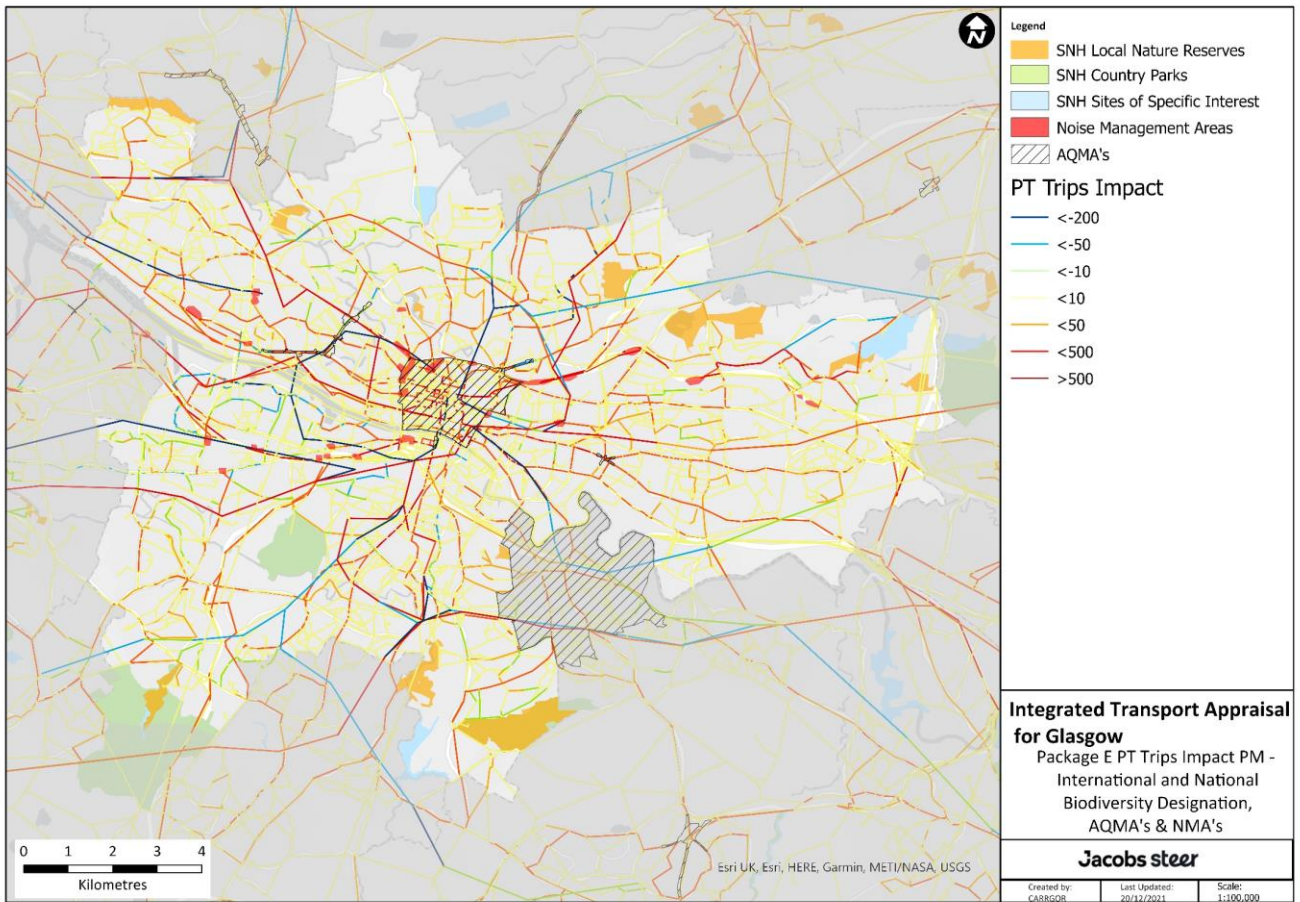 N
Legend
SNH Local Nature Reserves
SNH Country Parks
SNH Sites of Specific Interest
Noise Management Areas
AQMA's
PT Trips Impact
<-200
<-50
<-10
<10
<50
<500
>500
Integrated Transport Appraisal
for Glasgow
Package E PT Trips Impact PM -
International and National
Biodiversity Designation,
AQMA's & NMA's
Jacobs steer
Created by: Last Updated: Scale:
CARRGOR 20/12/2021 1:100,000
0 1 2 3 4
Kilometres
Esri UK, Esri, HERE, Garmin, METI/NASA, USGS